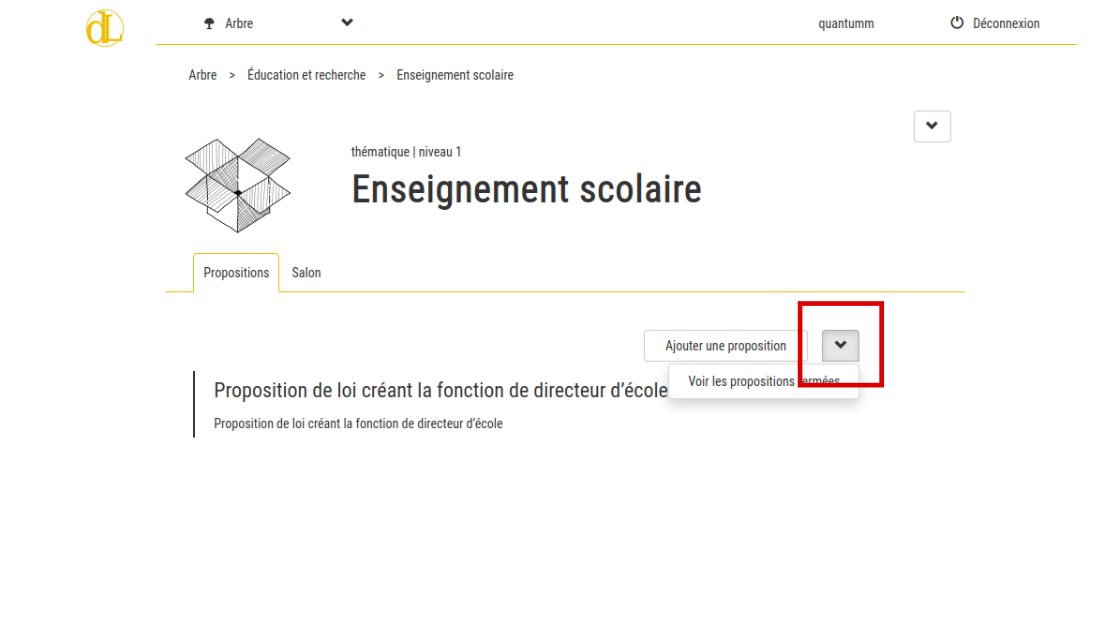 dL
Arbre
quantumm
Déconnexion
Arbre > Éducation et recherche > Enseignement scolaire
thématique | niveau 1
Enseignement scolaire
Propositions
Salon
Ajouter une proposition
Voir les propositions fermées
Proposition de loi créant la fonction de directeur d'école
Proposition de loi créant la fonction de directeur d'école